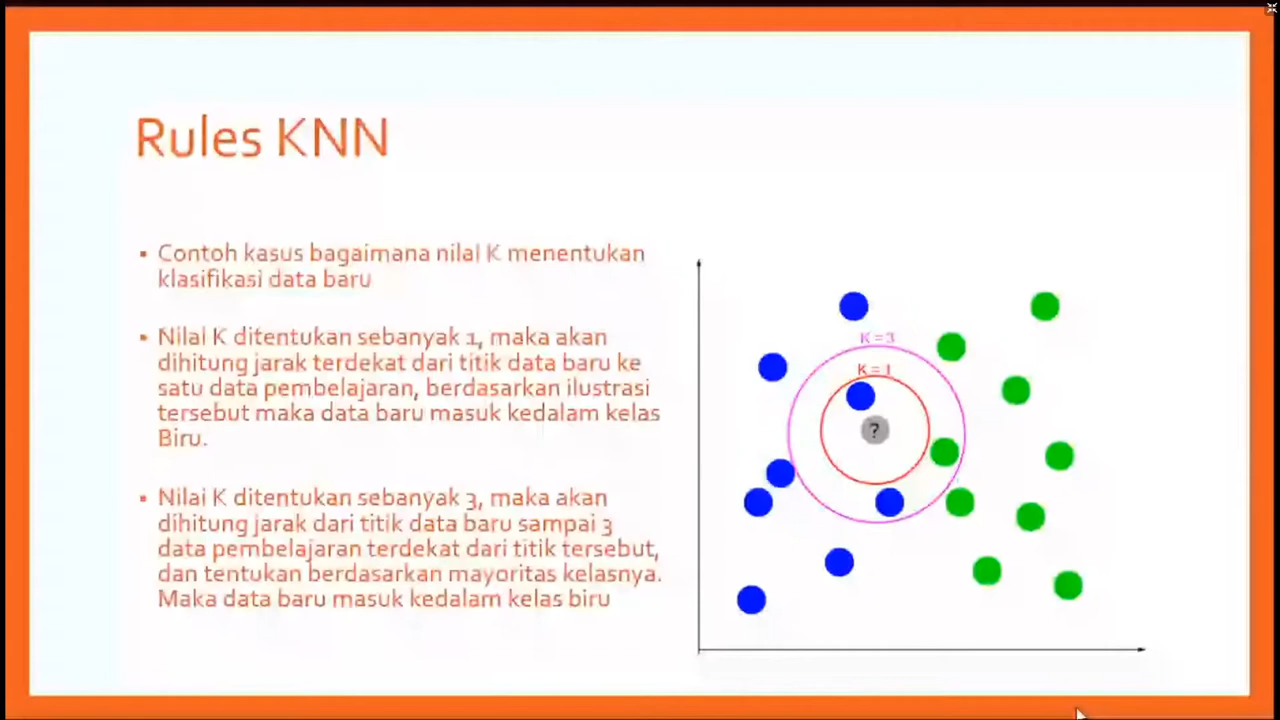 Rules KNN
▪ Contoh kasus bagaimana nilai K menentukan
klasifikasi data baru
▪ Nilai K ditentukan sebanyak 1, maka akan
dihitung jarak terdekat dari titik data baru ke
satu data pembelajaran, berdasarkan ilustrasi
tersebut maka data baru masuk kedalam kelas
Biru.
▪ Nilai K ditentukan sebanyak 3, maka akan
dihitung jarak dari titik data baru sampai 3
data pembelajaran terdekat dari titik tersebut,
dan tentukan berdasarkan mayoritas kelasnya.
Maka data baru masuk kedalam kelas biru
K = 3
K = 1
?